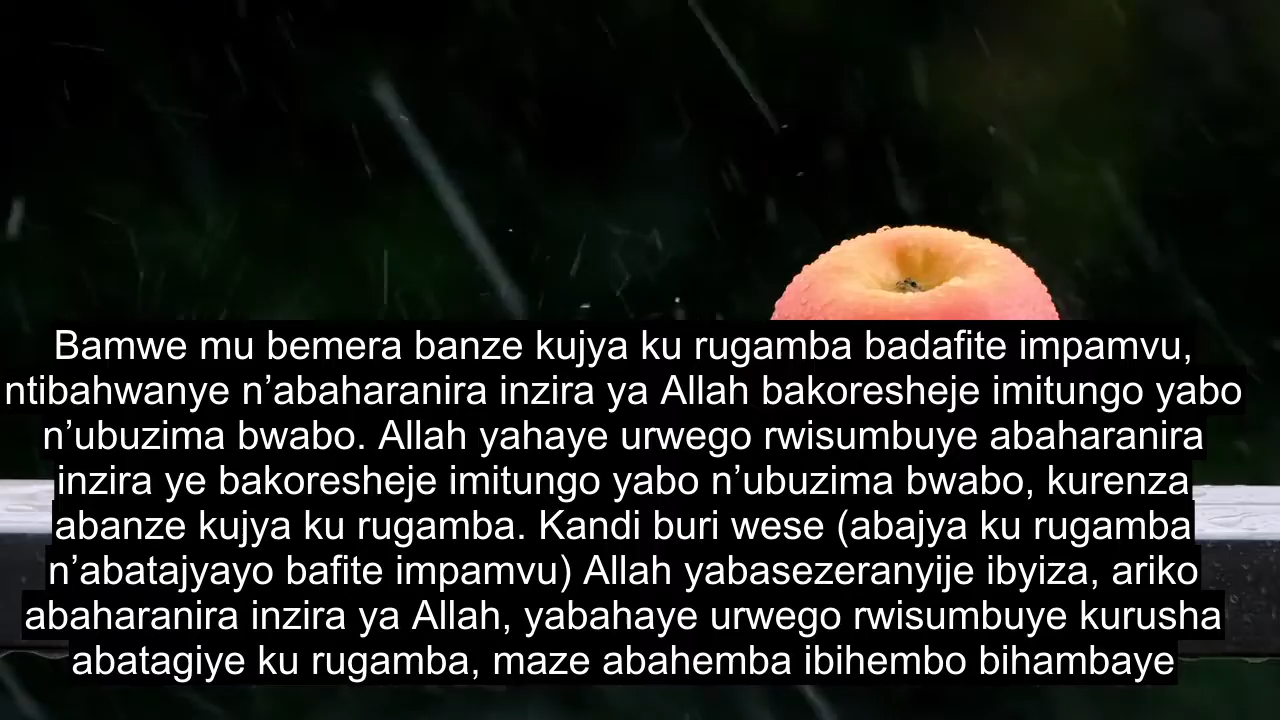 Bamwe mu bemera banze kujya ku rugamba badafite impamvu,
ntibahwanye n’abaharanira inzira ya Allah bakoresheje imitungo yabo
n’ubuzima bwabo. Allah yahaye urwego rwisumbuye abaharanira
inzira ye bakoresheje imitungo yabo n’ubuzima bwabo, kurenza
abanze kujya ku rugamba. Kandi buri wese (abajya ku rugamba
n’abatajyayo bafite impamvu) Allah yabasezeranyije ibyiza, ariko
abaharanira inzira ya Allah, yabahaye urwego rwisumbuye kurusha
abatagiye ku rugamba, maze abahemba ibihembo bihambaye